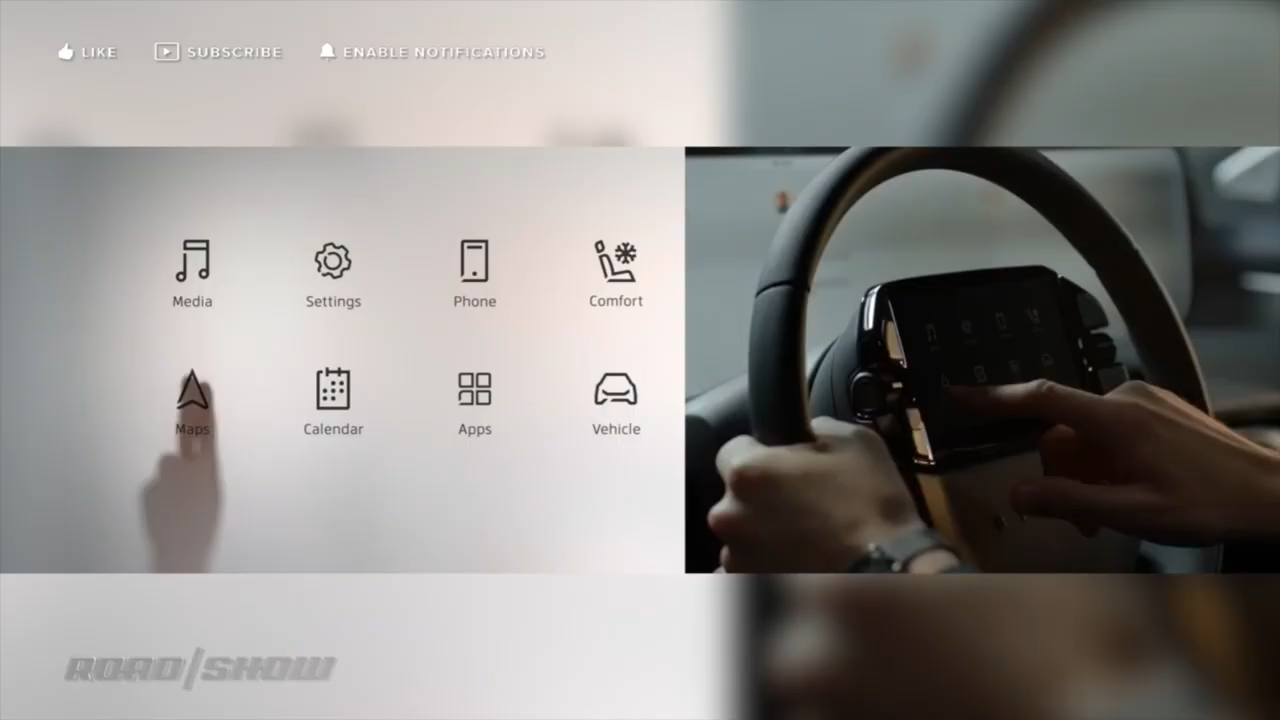 LIKE SUBSCRIBE ENABLE NOTIFICATIONS
Media Settings Phone Comfort
Maps Calendar Apps Vehicle
ROAD/SHOW